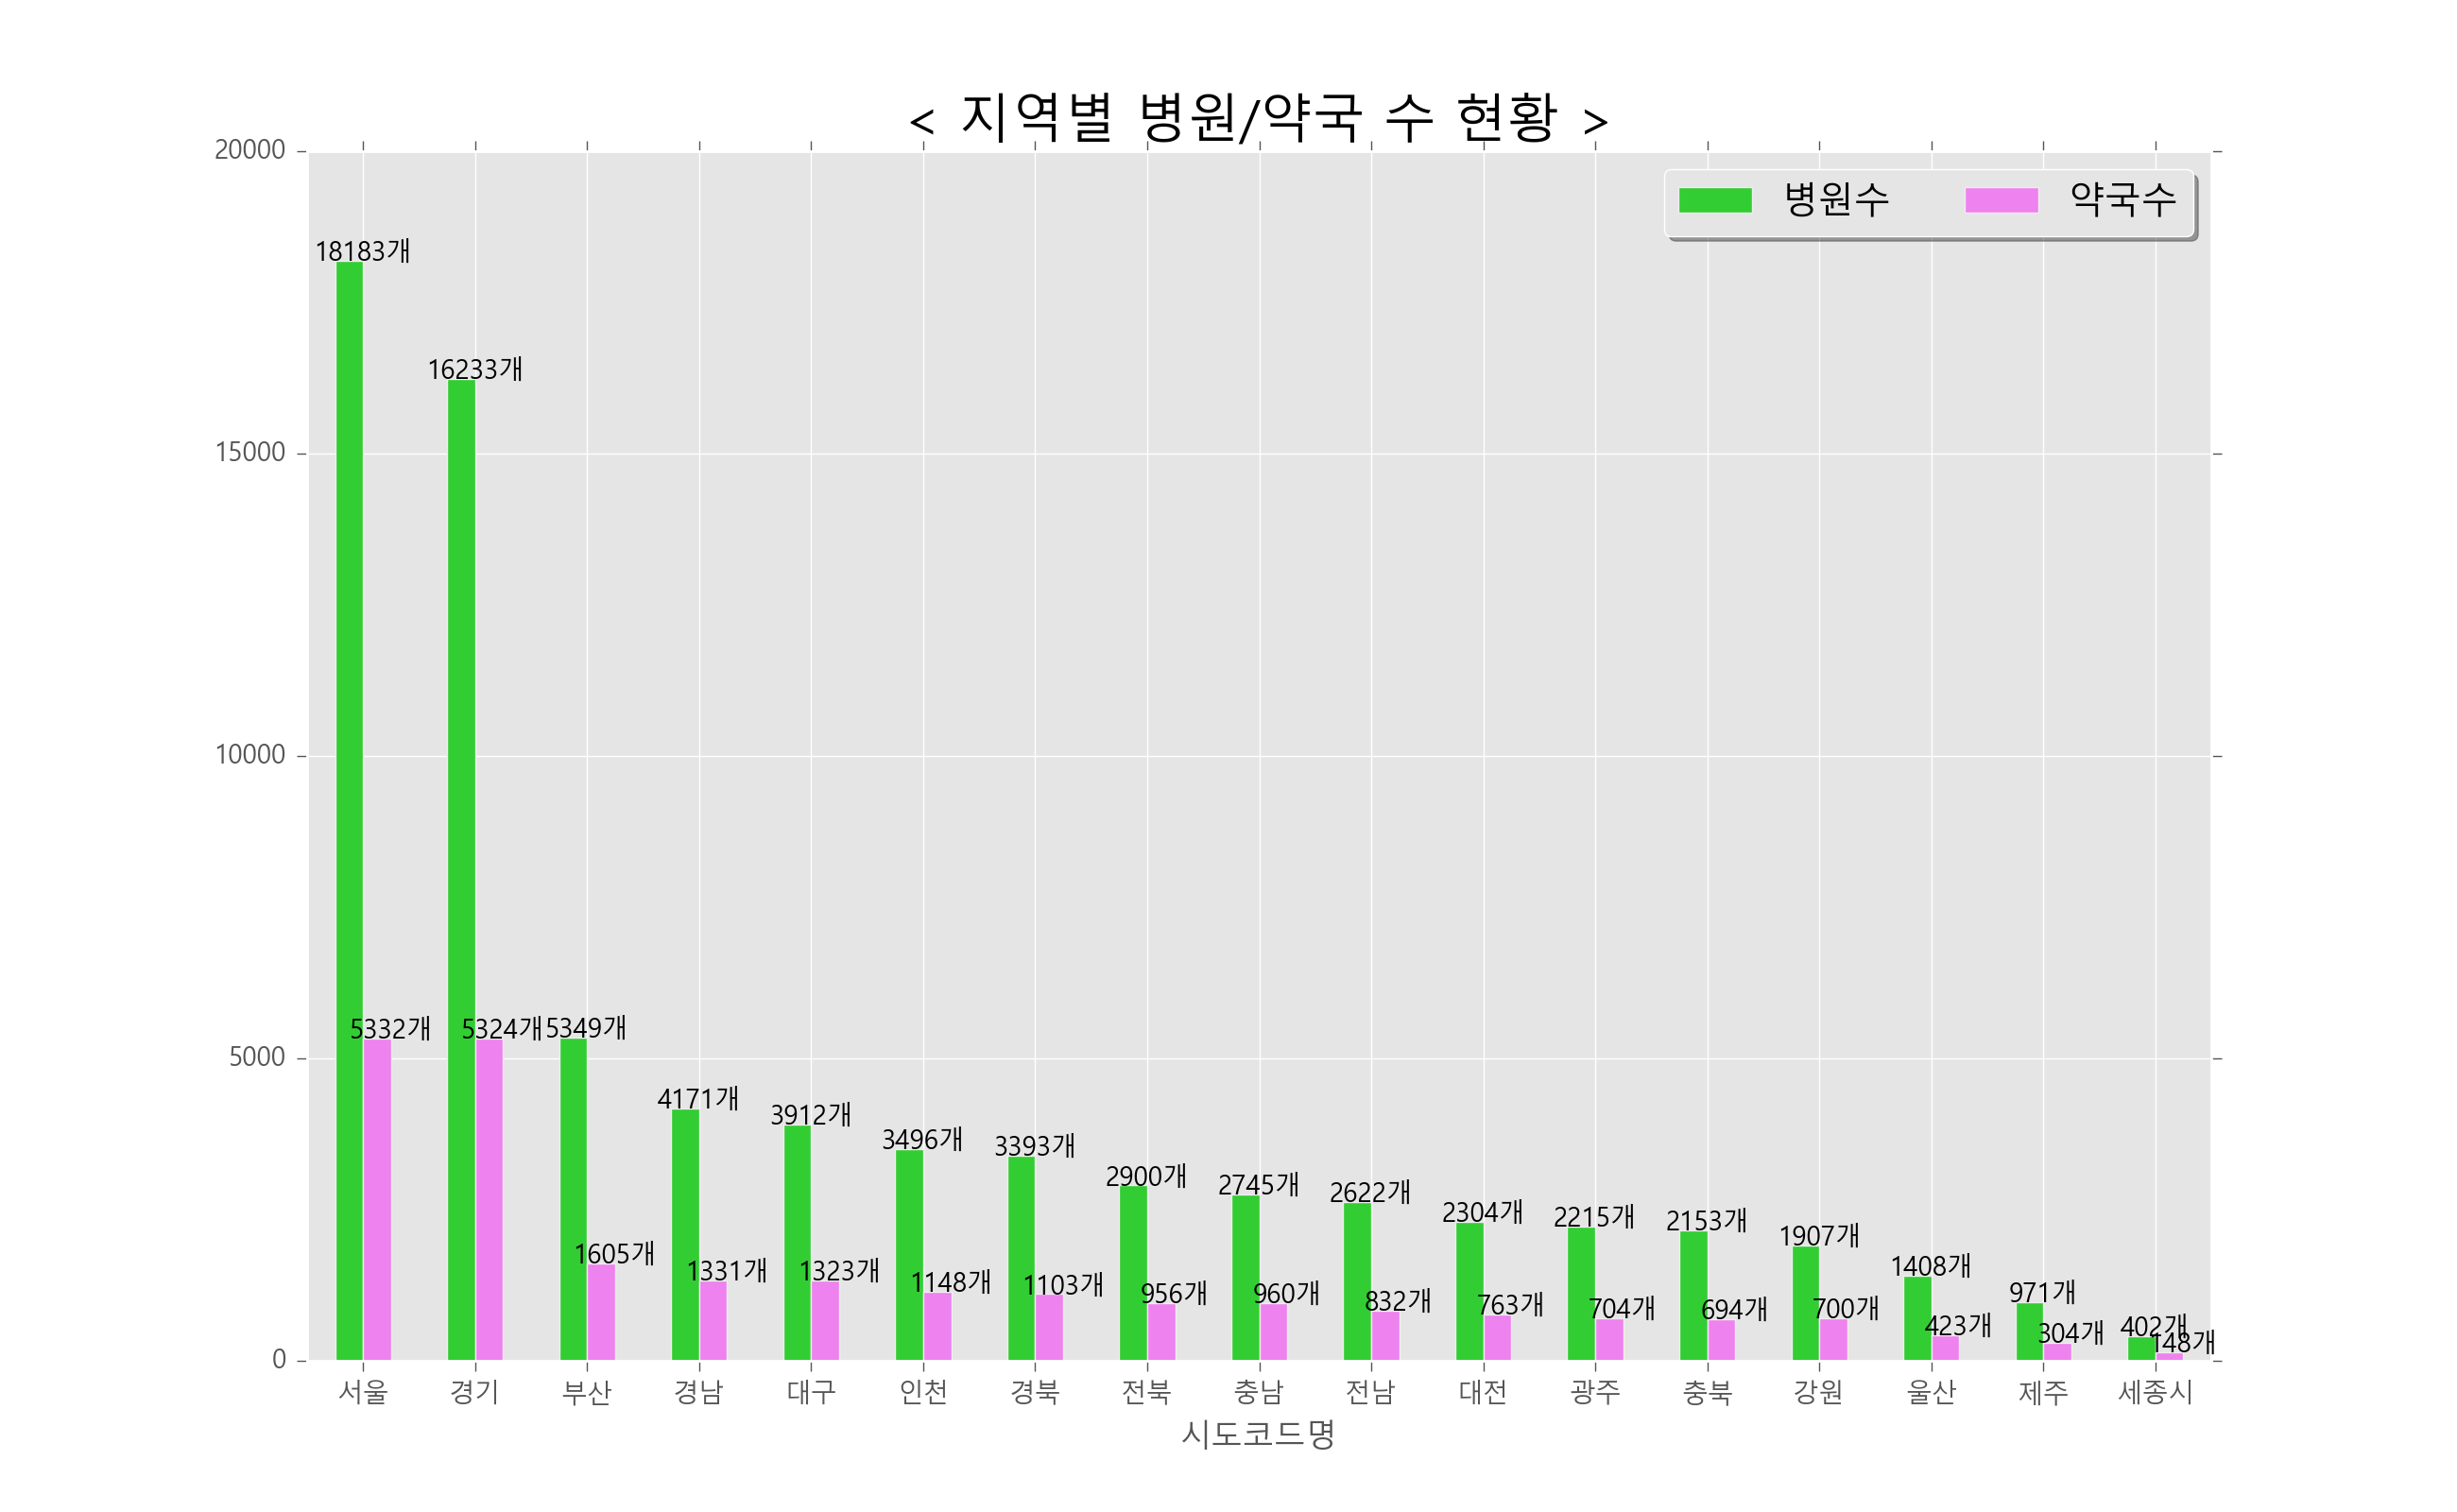 < 지역별 병원/약국 수 현황 >
병원수 약국수
20000
15000
10000
5000
0
18183개
5332개
16233개
5324개
5349개
1605개
4171개
1331개
3912개
1323개
3496개
1148개
3393개
1103개
2900개
956개
2745개
960개
2622개
832개
2304개
763개
2215개
704개
2153개
694개
1907개
700개
1408개
423개
971개
304개
402개
148개
서울 경기 부산 경남 대구 인천 경북 전북 충남 전남 대전 광주 충북 강원 울산 제주 세종시
시도코드명